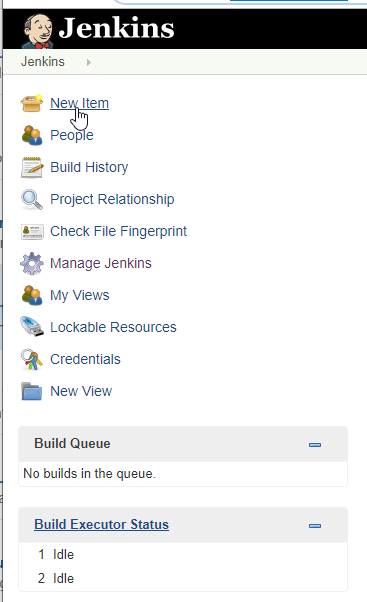 Jenkins
Jenkins
New Item
People
Build History
Project Relationship
Check File Fingerprint
Manage Jenkins
My Views
Lockable Resources
Credentials
New View
Build Queue
No builds in the queue.
Build Executor Status
1 Idle
2 Idle